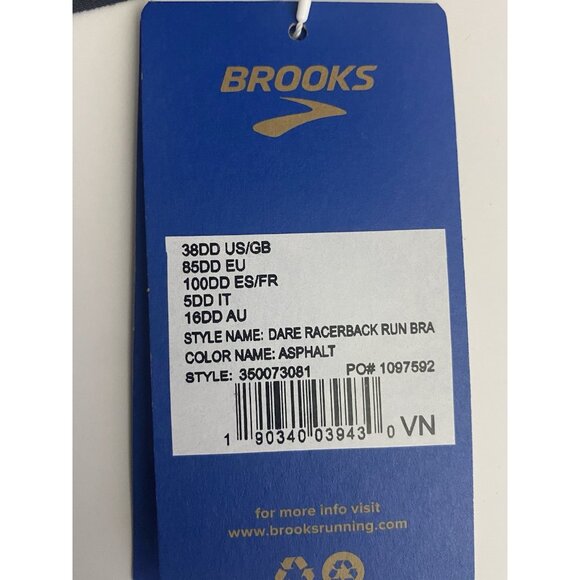 BROOKS
38DD US/GB
85DD EU
100DD ES/FR
5DD IT
16DD AU
STYLE NAME: DARE RACERBACK RUN BRA
COLOR NAME: ASPHALT
STYLE: 350073081 PO# 1097592
1 90340 03943 0 VN
for more info visit
www.brooksrunning.com